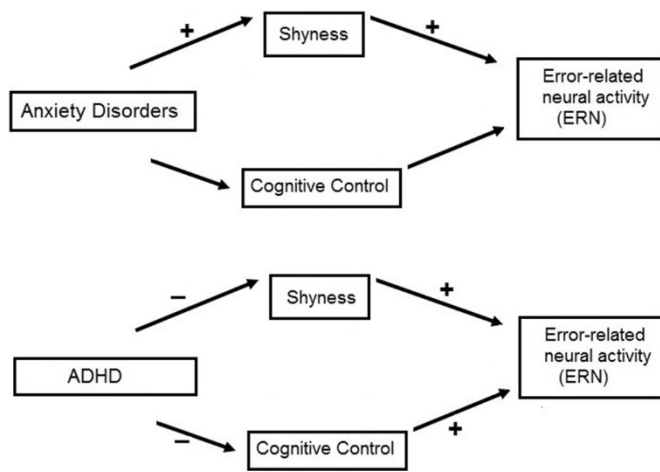 +
Shyness
+
Anxiety Disorders
Error-related
neural activity
(ERN)
Cognitive Control
−
Shyness
+
ADHD
Error-related
neural activity
(ERN)
−
Cognitive Control
+